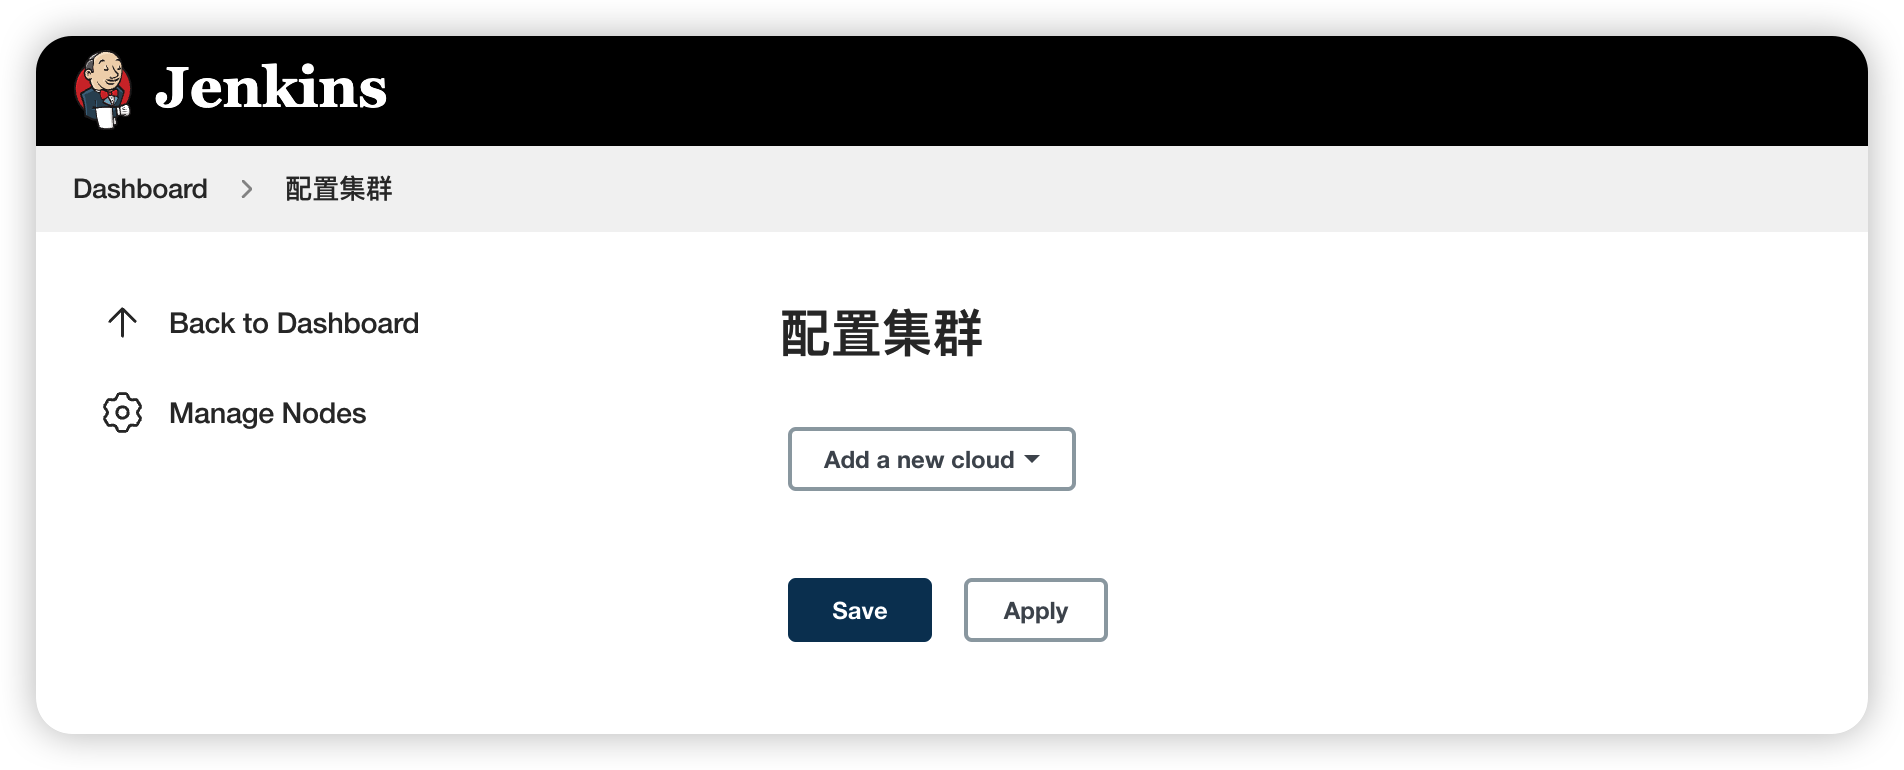 Jenkins
Dashboard > 配置集群
Back to Dashboard
Manage Nodes
配置集群
Add a new cloud
Save
Apply